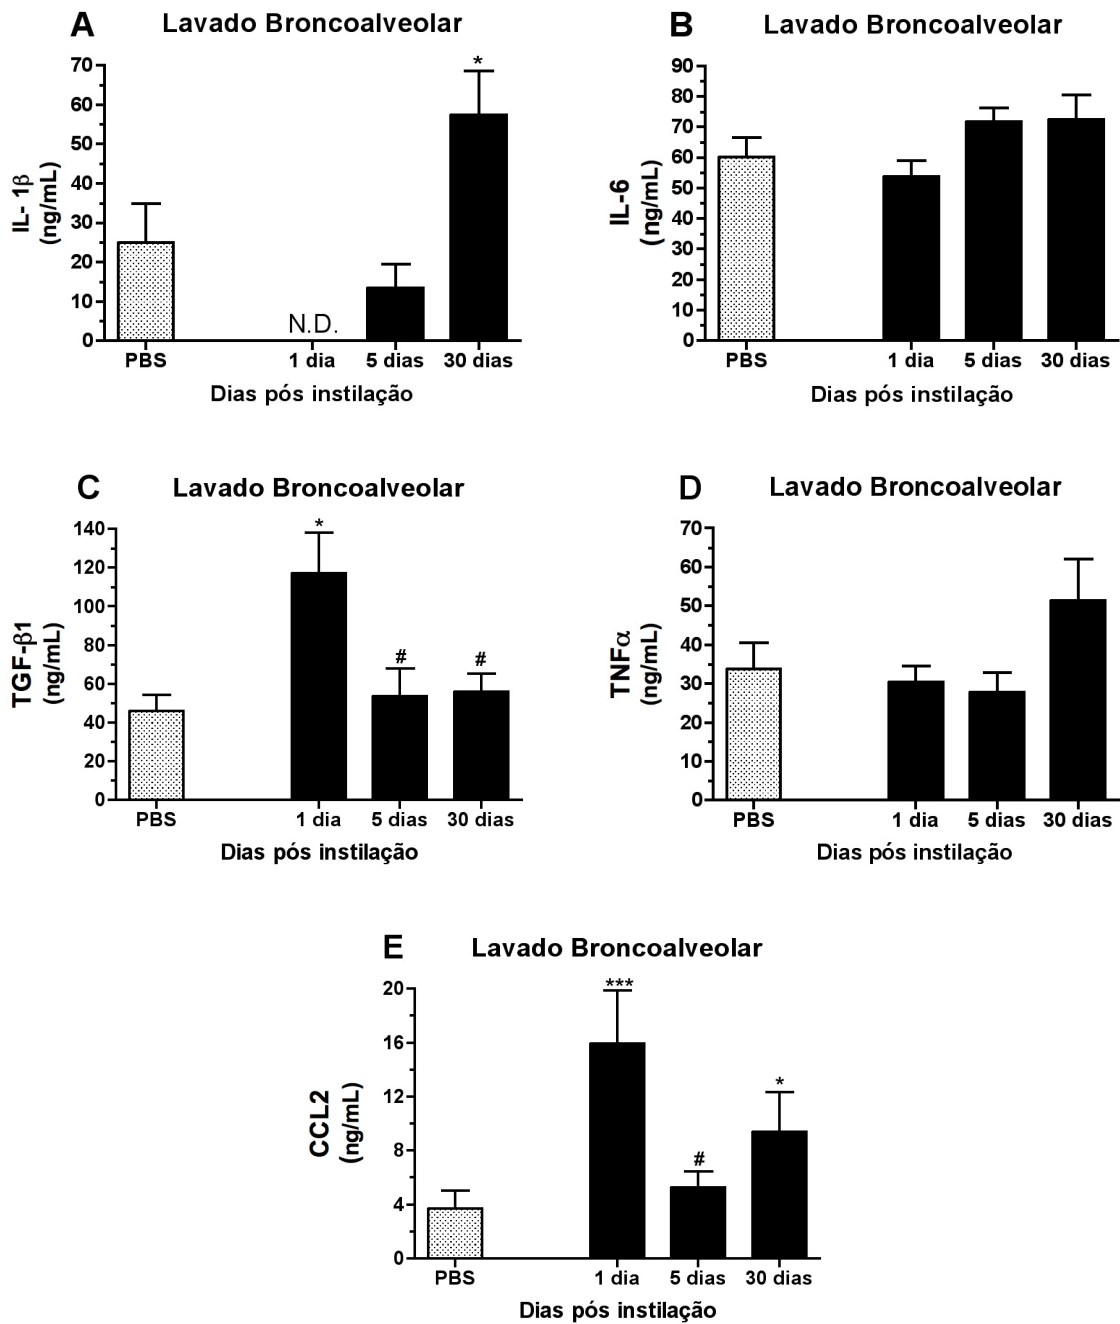 A
Lavado Broncoalveolar
*
70
60
50
40
30
20
10
0
IL- 1β
(ng/mL)
N.D.
PBS
1 dia
5 dias
30 dias
Dias pós instilação
B
Lavado Broncoalveolar
90
80
70
60
50
40
30
20
10
0
IL-6
(ng/mL)
PBS
1 dia
5 dias
30 dias
Dias pós instilação
C
Lavado Broncoalveolar
*
#
#
140
120
100
80
60
40
20
0
TGF-β1
(ng/mL)
PBS
1 dia
5 dias
30 dias
Dias pós instilação
D
Lavado Broncoalveolar
70
60
50
40
30
20
10
0
TNFα
(ng/mL)
PBS
1 dia
5 dias
30 dias
Dias pós instilação
E
Lavado Broncoalveolar
***
#
*
20
16
12
8
4
0
CCL2
(ng/mL)
PBS
1 dia
5 dias
30 dias
Dias pós instilação